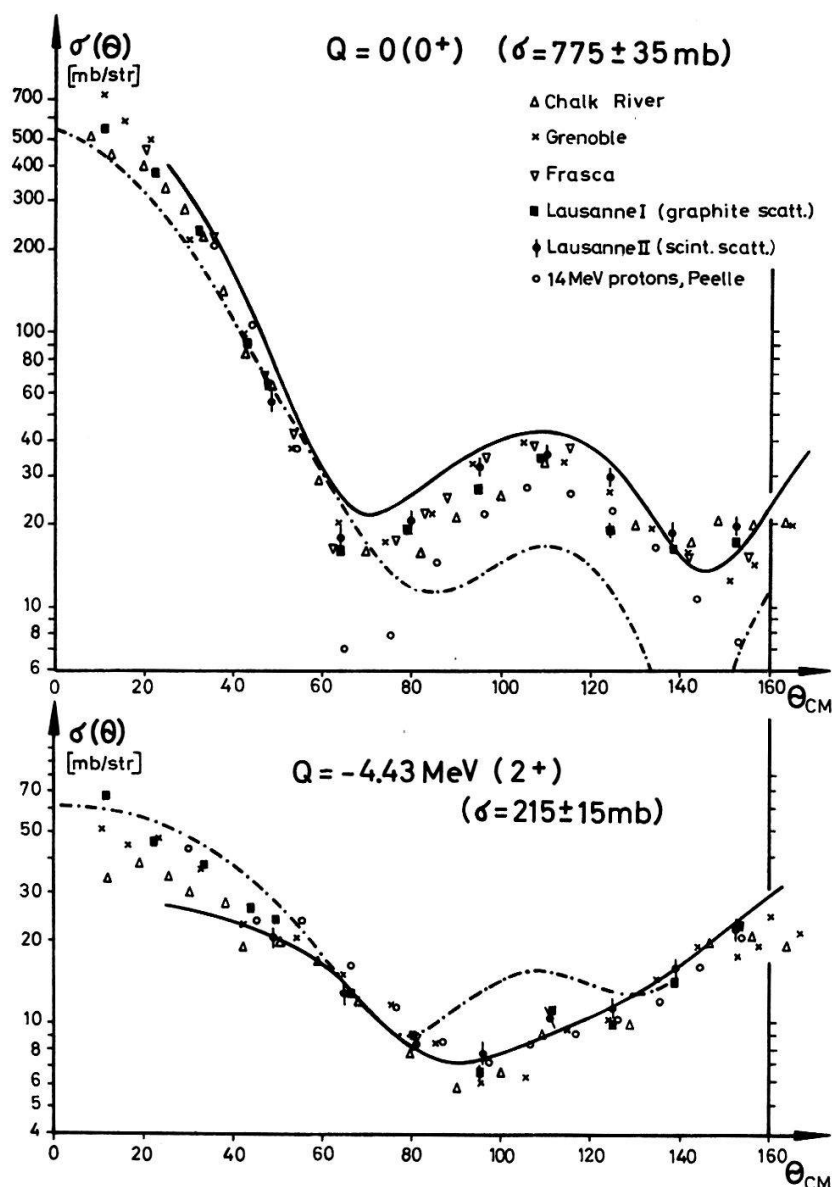 σ(Θ)
[mb/str]
Q = 0 (0⁺) (σ = 775 ± 35 mb)
△ Chalk River
× Grenoble
▽ Frasca
■ Lausanne I (graphite scatt.)
● Lausanne II (scint. scatt.)
○ 14 MeV protons, Peelle
700
500
400
300
200
100
80
60
40
30
20
10
8
7
6
0 20 40 60 80 100 120 140 160
ΘCM
σ(Θ)
[mb/str]
Q = -4.43 MeV (2⁺)
(σ = 215 ± 15 mb)
70
50
30
20
10
8
6
5
4
0 20 40 60 80 100 120 140 160
ΘCM